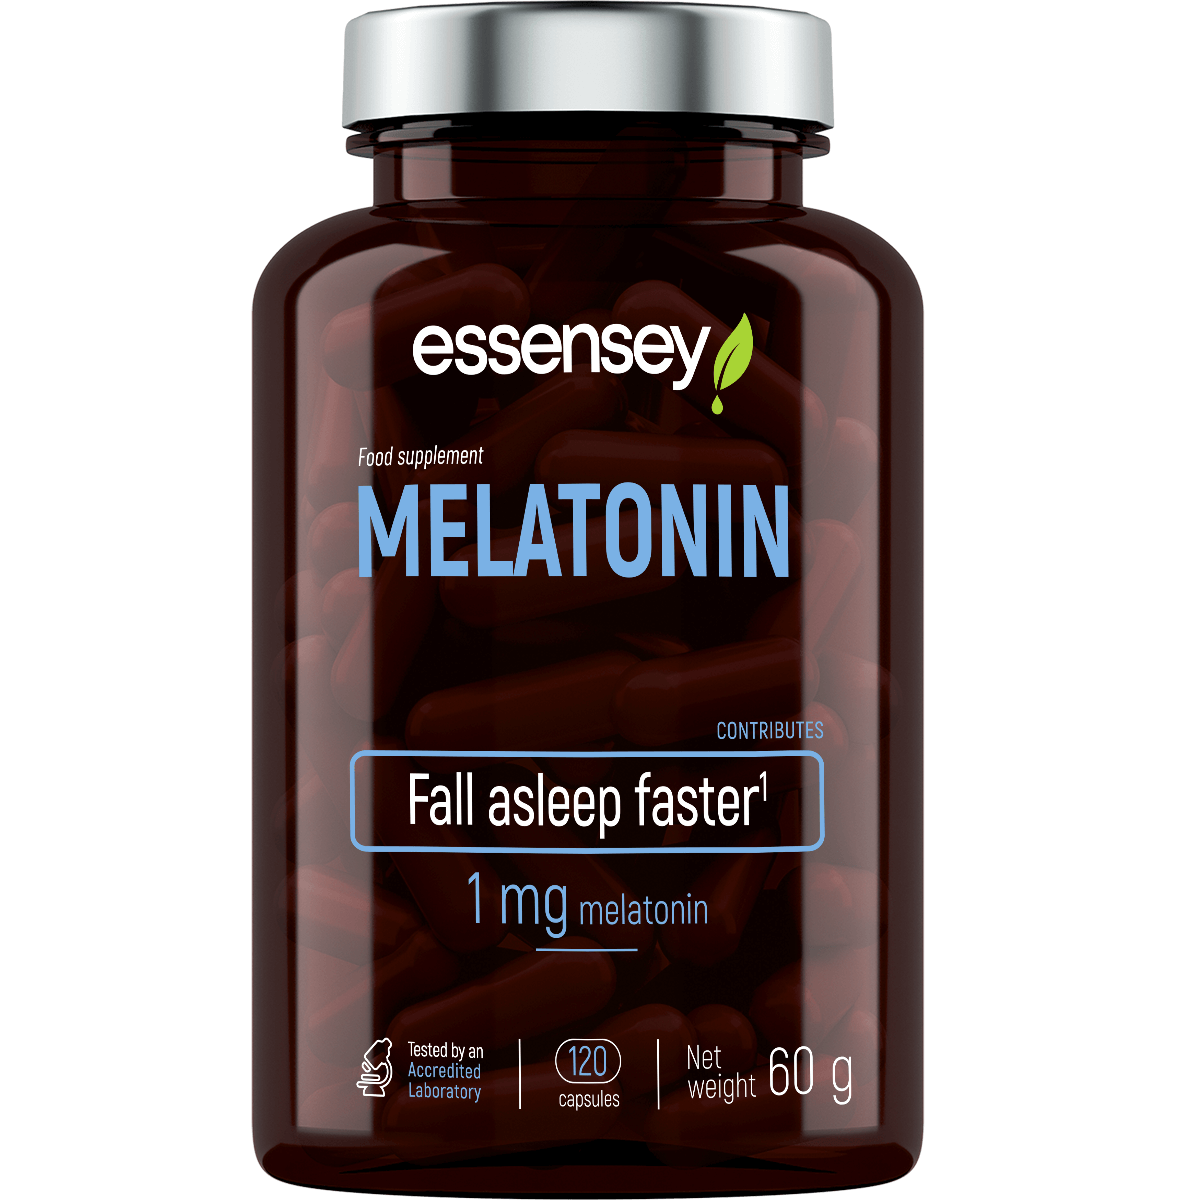 essensey
Food supplement
MELATONIN
CONTRIBUTES
Fall asleep faster¹
1 mg melatonin
Tested by an
Accredited
Laboratory
120
capsules
Net
weight 60 g